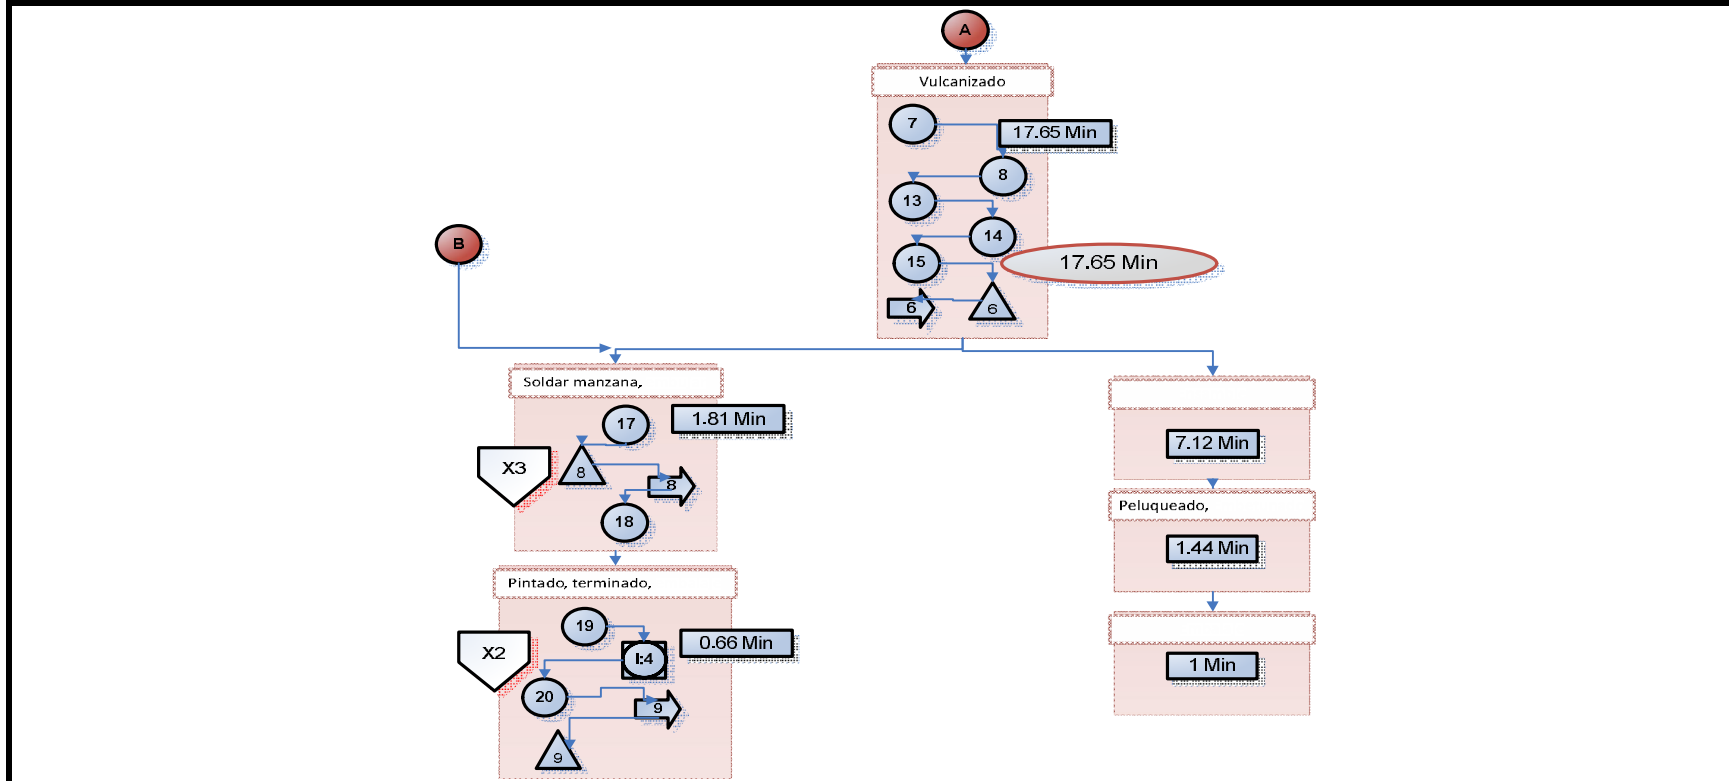 A
Vulcanizado
7
17.65 Min
8
13
14
15
17.65 Min
6
6
B
Soldar manzana,
17
1.81 Min
X3
8
8
18
Pintado, terminado,
19
0.66 Min
X2
I:4
20
9
9
7.12 Min
Peluqueado,
1.44 Min
1 Min